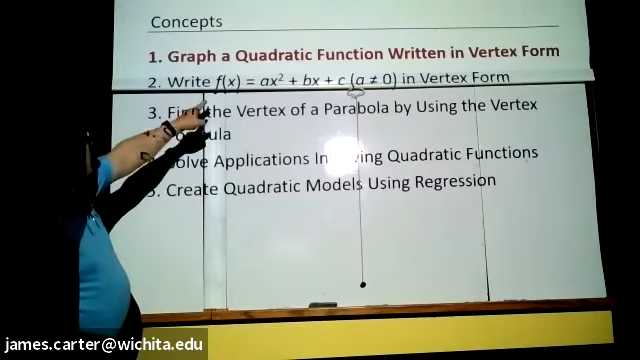 Concepts
1. Graph a Quadratic Function Written in Vertex Form
2. Write f(x) = ax² + bx + c (a ≠ 0) in Vertex Form
3. the Vertex of a Parabola by Using the Vertex
Applications Quadratic Functions
5. Create Quadratic Models Using Regression
james.carter@wichita.edu